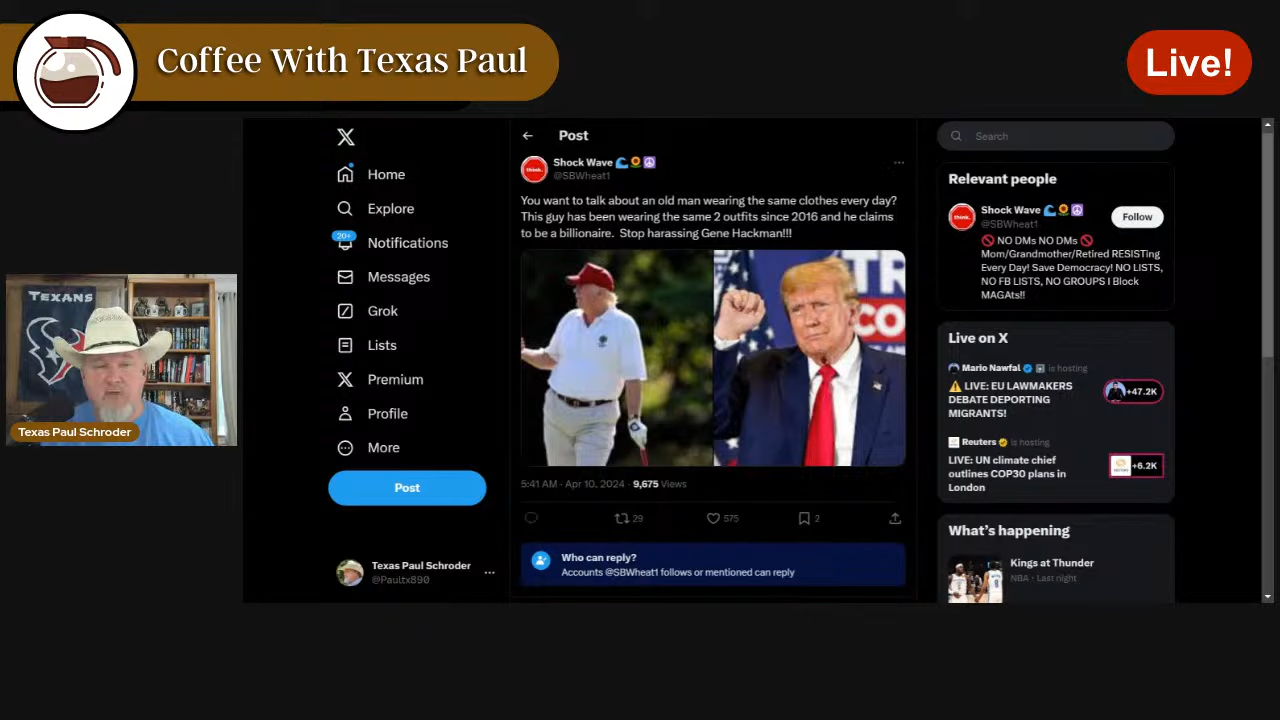 Coffee With Texas Paul
Live!
TEXANS
Texas Paul Schroder
Home
Explore
20+
Notifications
Messages
Grok
Lists
Premium
Profile
More
Post
Texas Paul Schroder
@Paultx890
Post
think.
Shock Wave 🌊🌻☮️
@SBWheat1
You want to talk about an old man wearing the same clothes every day?
This guy has been wearing the same 2 outfits since 2016 and he claims
to be a billionaire. Stop harassing Gene Hackman!!!
TR
CO
5:41 AM · Apr 10, 2024 · 9,675 Views
29
575
2
Who can reply?
Accounts @SBWheat1 follows or mentioned can reply
Search
Relevant people
think.
Shock Wave 🌊🌻☮️
@SBWheat1
Follow
🚫 NO DMs NO DMs 🚫
Mom/Grandmother/Retired RESISTing
Every Day! Save Democracy! NO LISTS,
NO FB LISTS, NO GROUPS I Block
MAGAts!!
Live on X
Mario Nawfal is hosting
⚠️ LIVE: EU LAWMAKERS
DEBATE DEPORTING
MIGRANTS!
+47.2K
Reuters is hosting
LIVE: UN climate chief
outlines COP30 plans in
London
+6.2K
What's happening
Kings at Thunder
NBA · Last night